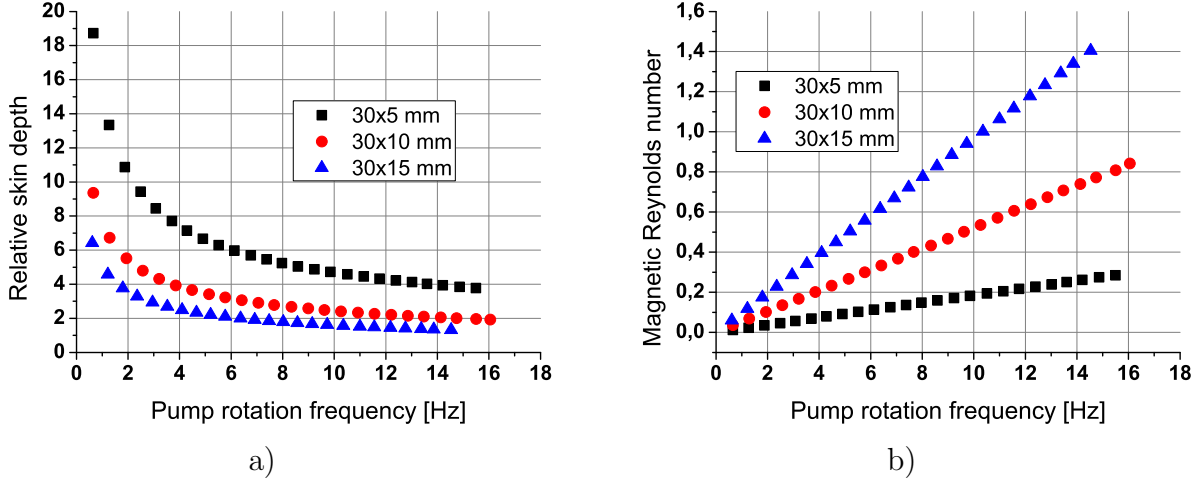 20
18
16
14
12
10
8
6
4
2
0
Relative skin depth
30x5 mm
30x10 mm
30x15 mm
0 2 4 6 8 10 12 14 16 18
Pump rotation frequency [Hz]
a)
1,6
1,4
1,2
1,0
0,8
0,6
0,4
0,2
0,0
Magnetic Reynolds number
30x5 mm
30x10 mm
30x15 mm
0 2 4 6 8 10 12 14 16 18
Pump rotation frequency [Hz]
b)